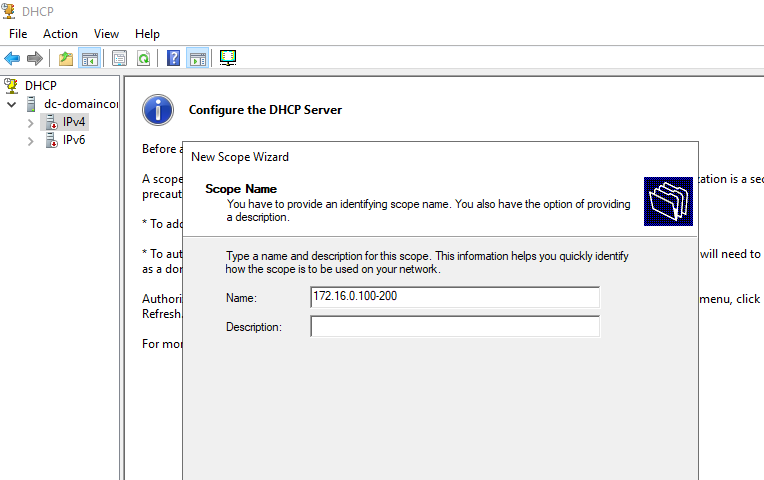 DHCP
File Action View Help
DHCP
dc-domaincor
IPv4
IPv6
Configure the DHCP Server
Before a
A scope
zation is a sec
precaut
* To add
* To aut
will need to
as a dor
Authori
menu, click
Refresh.
For mor
New Scope Wizard
Scope Name
You have to provide an identifying scope name. You also have the option of providing
a description.
Type a name and description for this scope. This information helps you quickly identify
how the scope is to be used on your network.
Name: 172.16.0.100-200
Description: